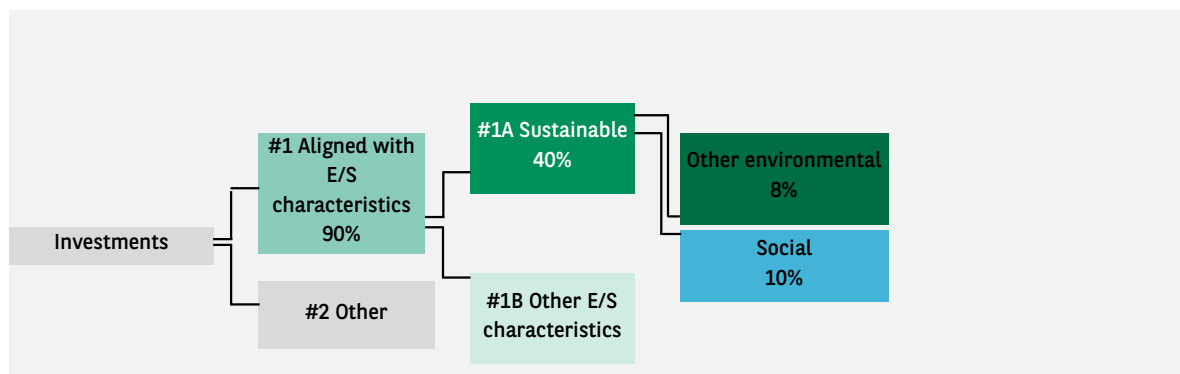 Investments
#1 Aligned with
E/S
characteristics
90%
#2 Other
#1A Sustainable
40%
#1B Other E/S
characteristics
Other environmental
8%
Social
10%